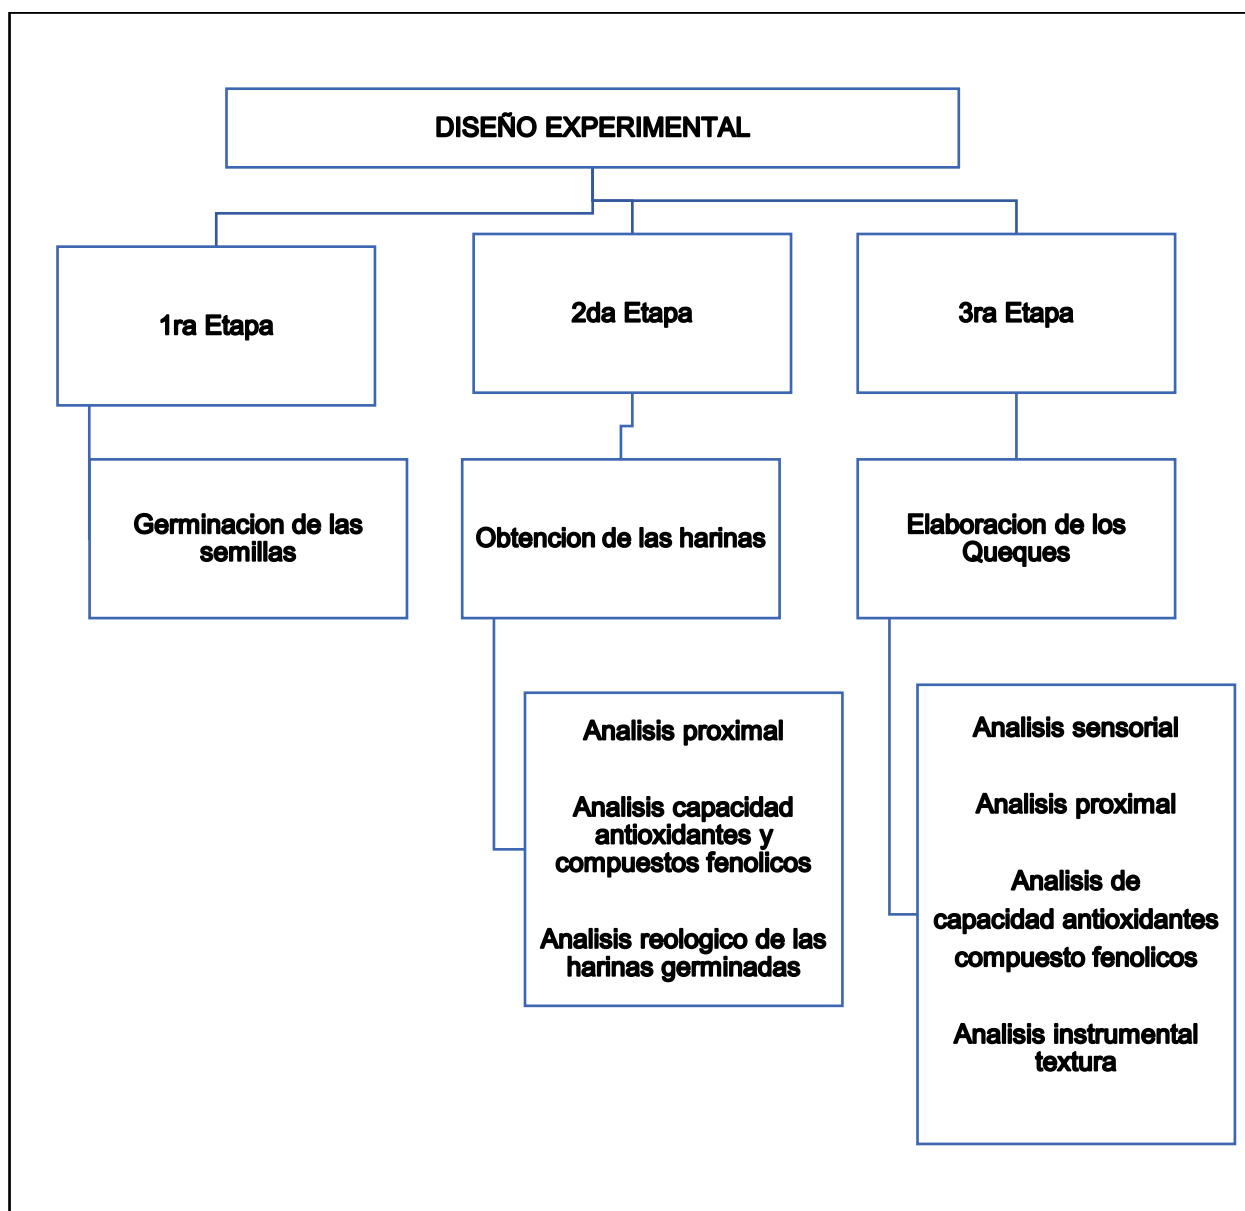 DISEÑO EXPERIMENTAL
1ra Etapa
2da Etapa
3ra Etapa
Germinacion de las
semillas
Obtencion de las harinas
Elaboracion de los
Queques
Analisis proximal
Analisis capacidad
antioxidantes y
compuestos fenolicos
Analisis reologico de las
harinas germinadas
Analisis sensorial
Analisis proximal
Analisis de
capacidad antioxidantes
compuesto fenolicos
Analisis instrumental
textura